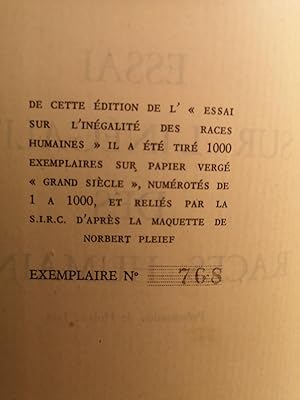 ESSAI
DE CETTE ÉDITION DE L' « ESSAI
SUR L'INÉGALITÉ DES RACES
HUMAINES » IL A ÉTÉ TIRÉ 1000
EXEMPLAIRES SUR PAPIER VERGÉ
« GRAND SIÈCLE », NUMÉROTÉS DE
1 A 1000, ET RELIÉS PAR LA
S.I.R.C. D'APRÈS LA MAQUETTE DE
NORBERT PLEIEF
EXEMPLAIRE N° 768